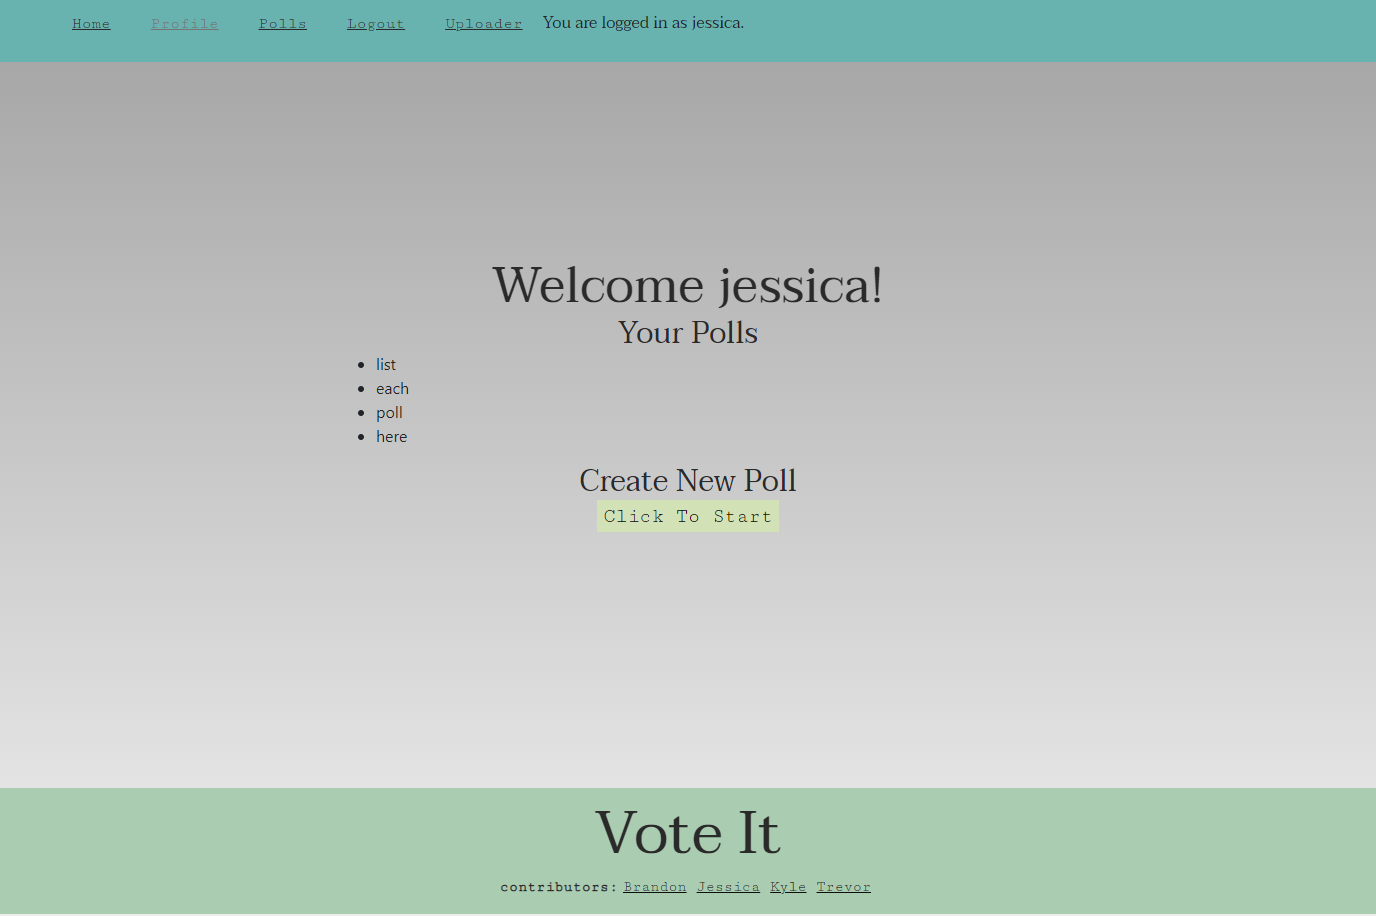 Home Profile Polls Logout Uploader You are logged in as jessica.
Welcome jessica!
Your Polls
list
each
poll
here
Create New Poll
Click To Start
Vote It
contributors: Brandon Jessica Kyle Trevor